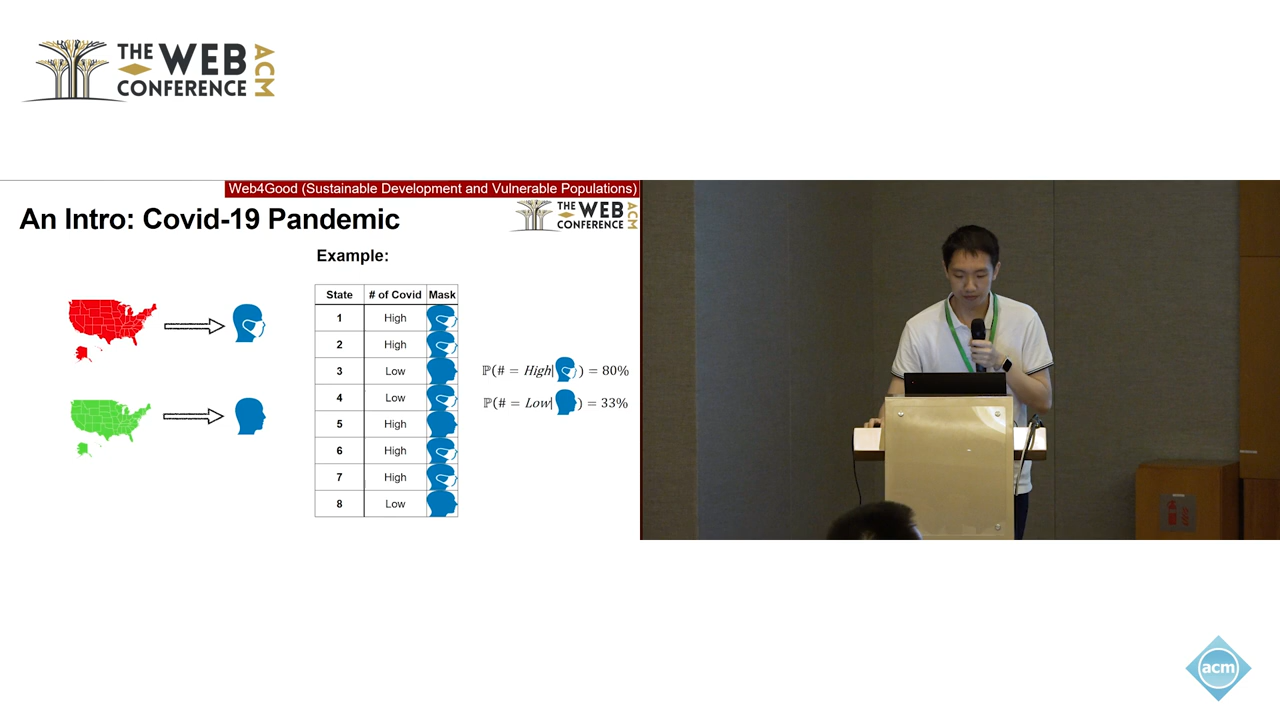 THE WEB
CONFERENCE
ACM
Web4Good (Sustainable Development and Vulnerable Populations)
An Intro: Covid-19 Pandemic
THE WEB
CONFERENCE
ACM
Example:
State # of Covid Mask
1 High
2 High
3 Low
4 Low
5 High
6 High
7 High
8 Low
ℙ(# = High| ) = 80%
ℙ(# = Low| ) = 33%
acm